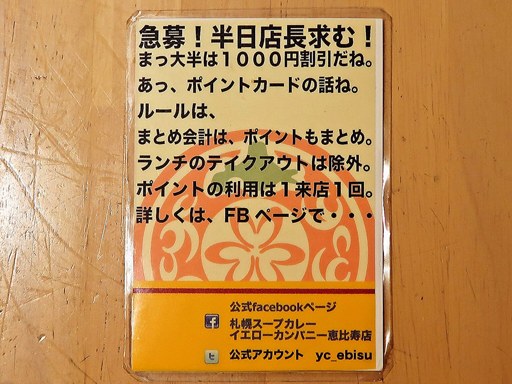 急募！半日店長求む！
まっ大半は１０００円割引だね。
あっ、ポイントカードの話ね。
ルールは、
まとめ会計は、ポイントもまとめ。
ランチのテイクアウトは除外。
ポイントの利用は１来店１回。
詳しくは、FB ページで・・・
公式facebookページ
札幌スープカレー
イエローカンパニー恵比寿店
公式アカウント　yc_ebisu